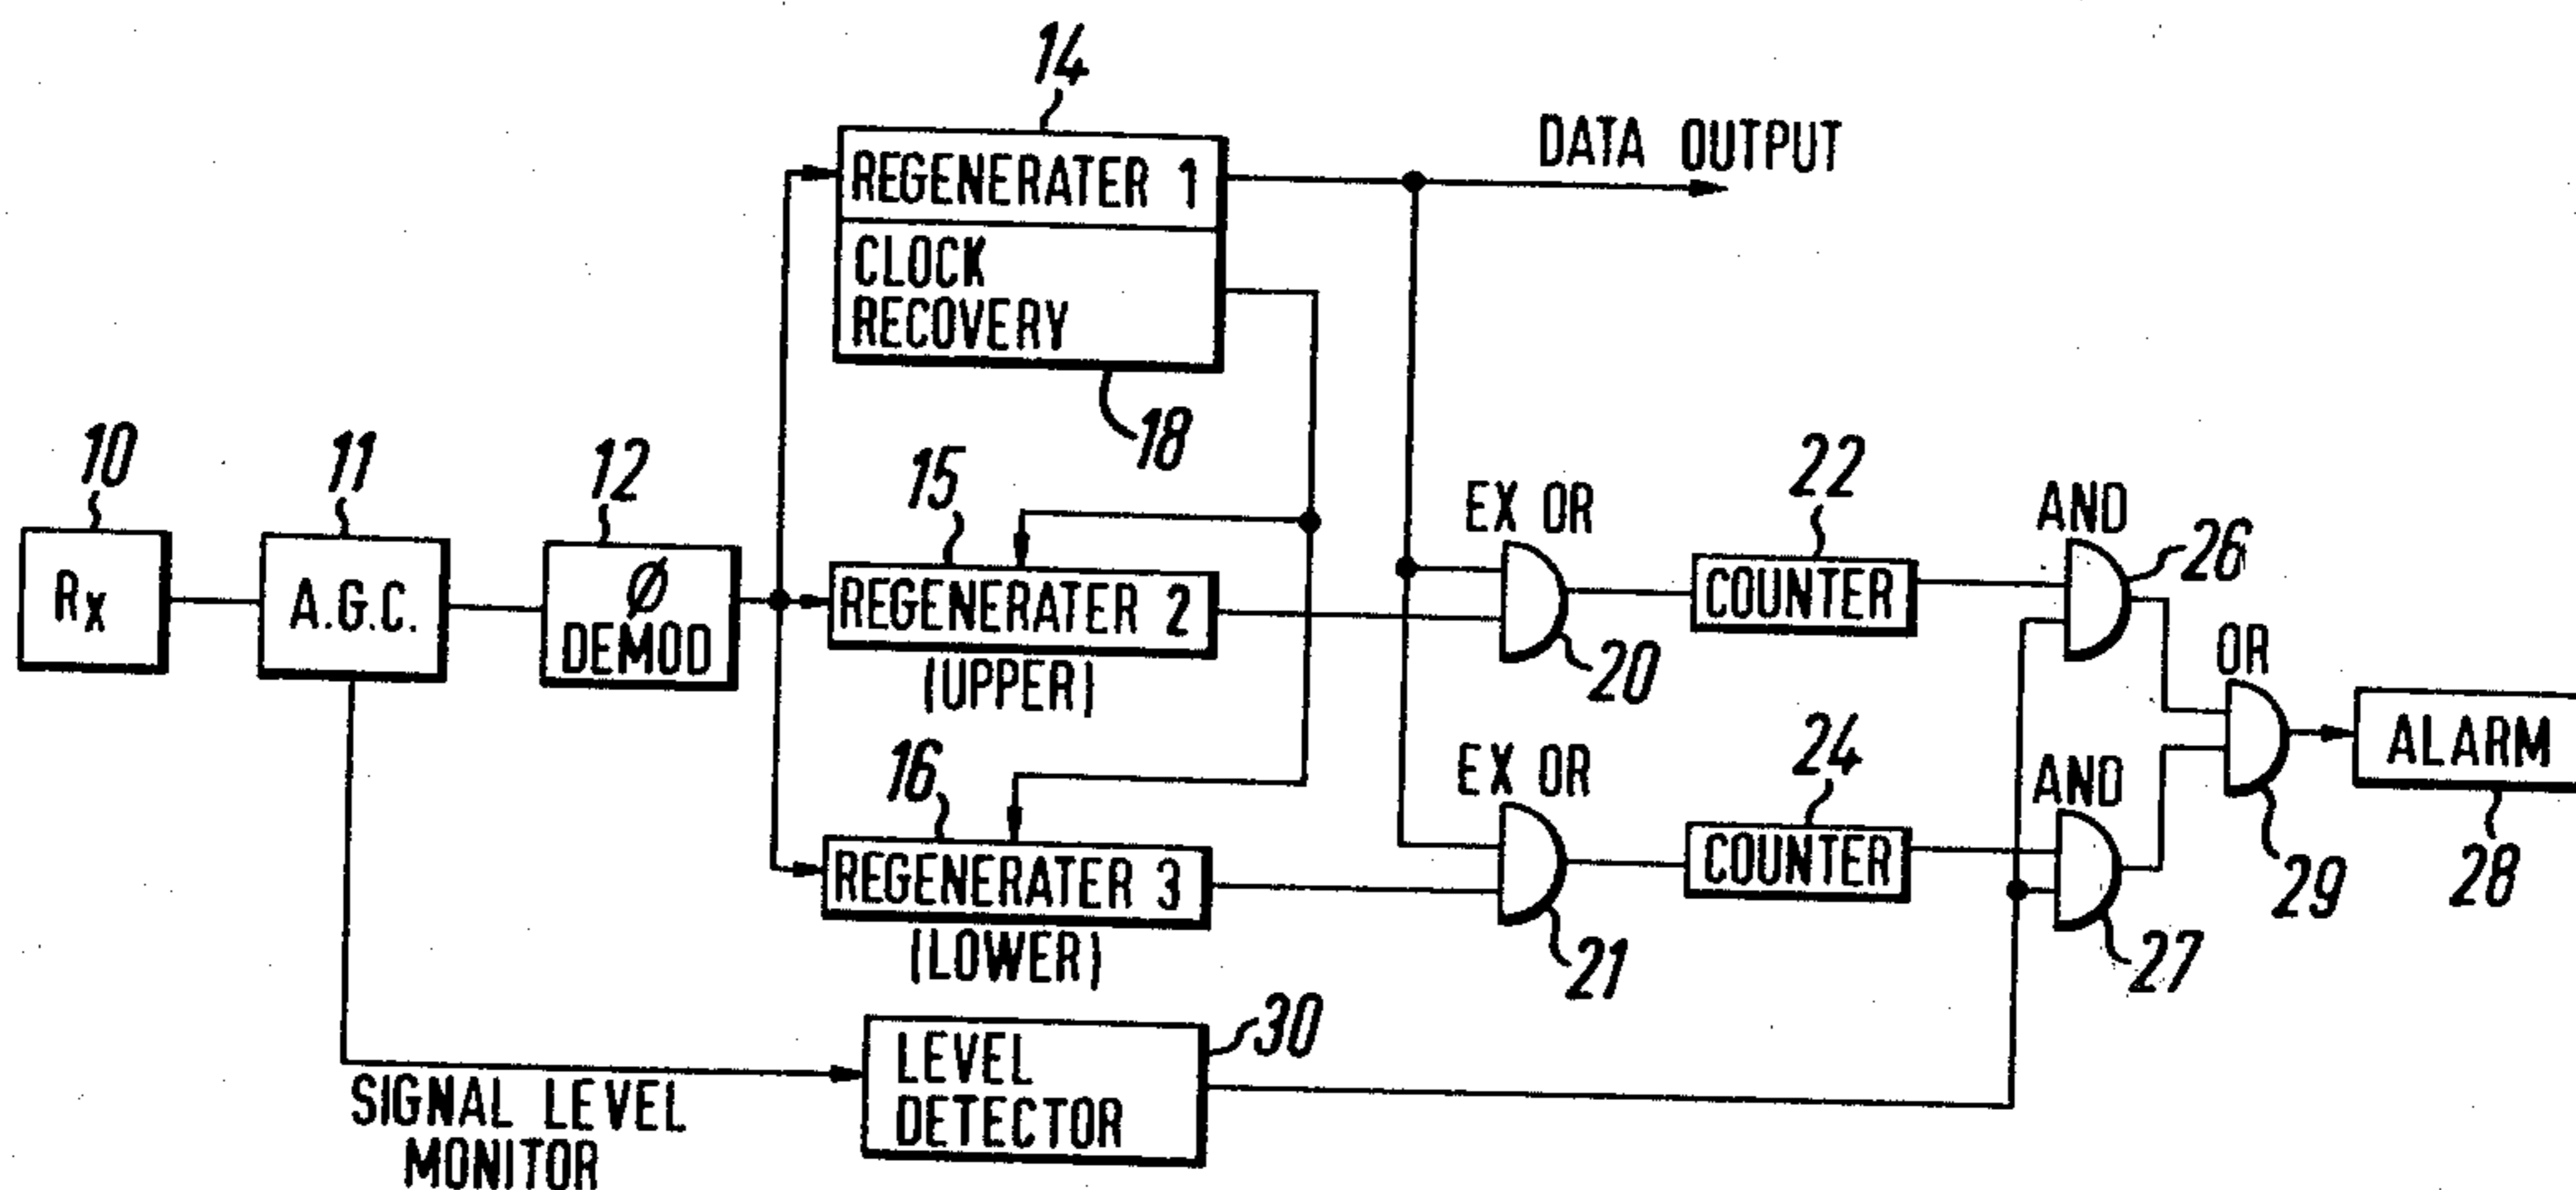 14
REGENERATER 1
DATA OUTPUT
CLOCK
RECOVERY
18
10
11
12
15
EX OR
22
AND
26
Rx
A.G.C.
Ø
DEMOD
REGENERATER 2
(UPPER)
COUNTER
20
OR
16
EX OR
24
AND
ALARM
REGENERATER 3
(LOWER)
COUNTER
29
28
21
27
30
LEVEL
DETECTOR
SIGNAL LEVEL
MONITOR